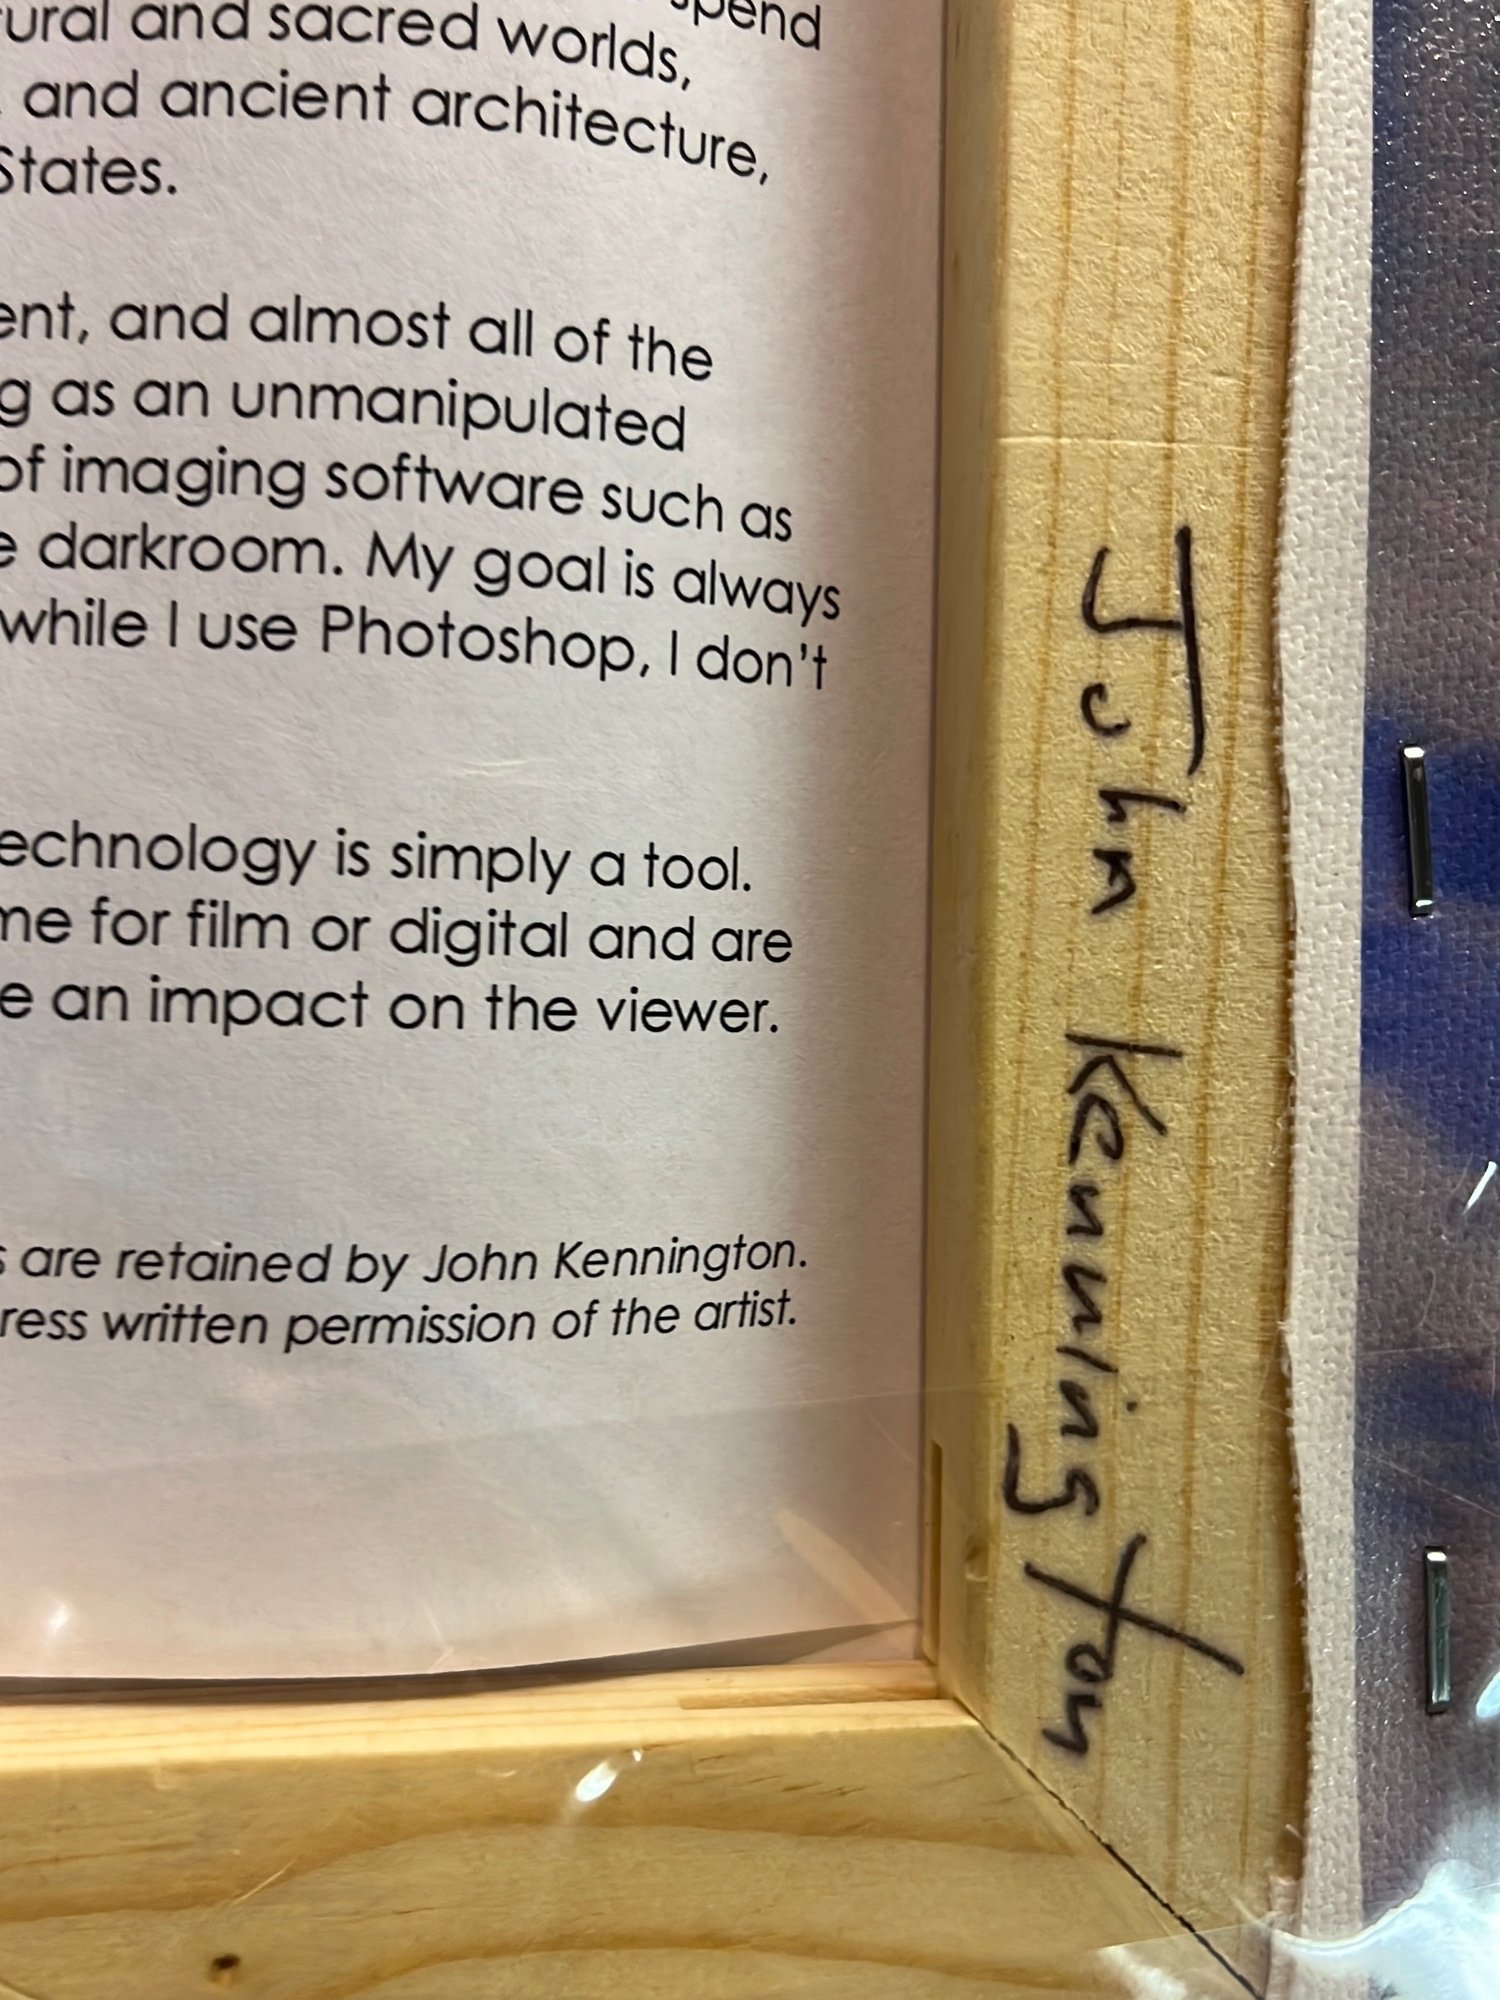 spend
ural and sacred worlds,
and ancient architecture,
States.
ent, and almost all of the
g as an unmanipulated
of imaging software such as
e darkroom. My goal is always
while I use Photoshop, I don't
echnology is simply a tool.
me for film or digital and are
e an impact on the viewer.
s are retained by John Kennington.
ress written permission of the artist.
John Kennington